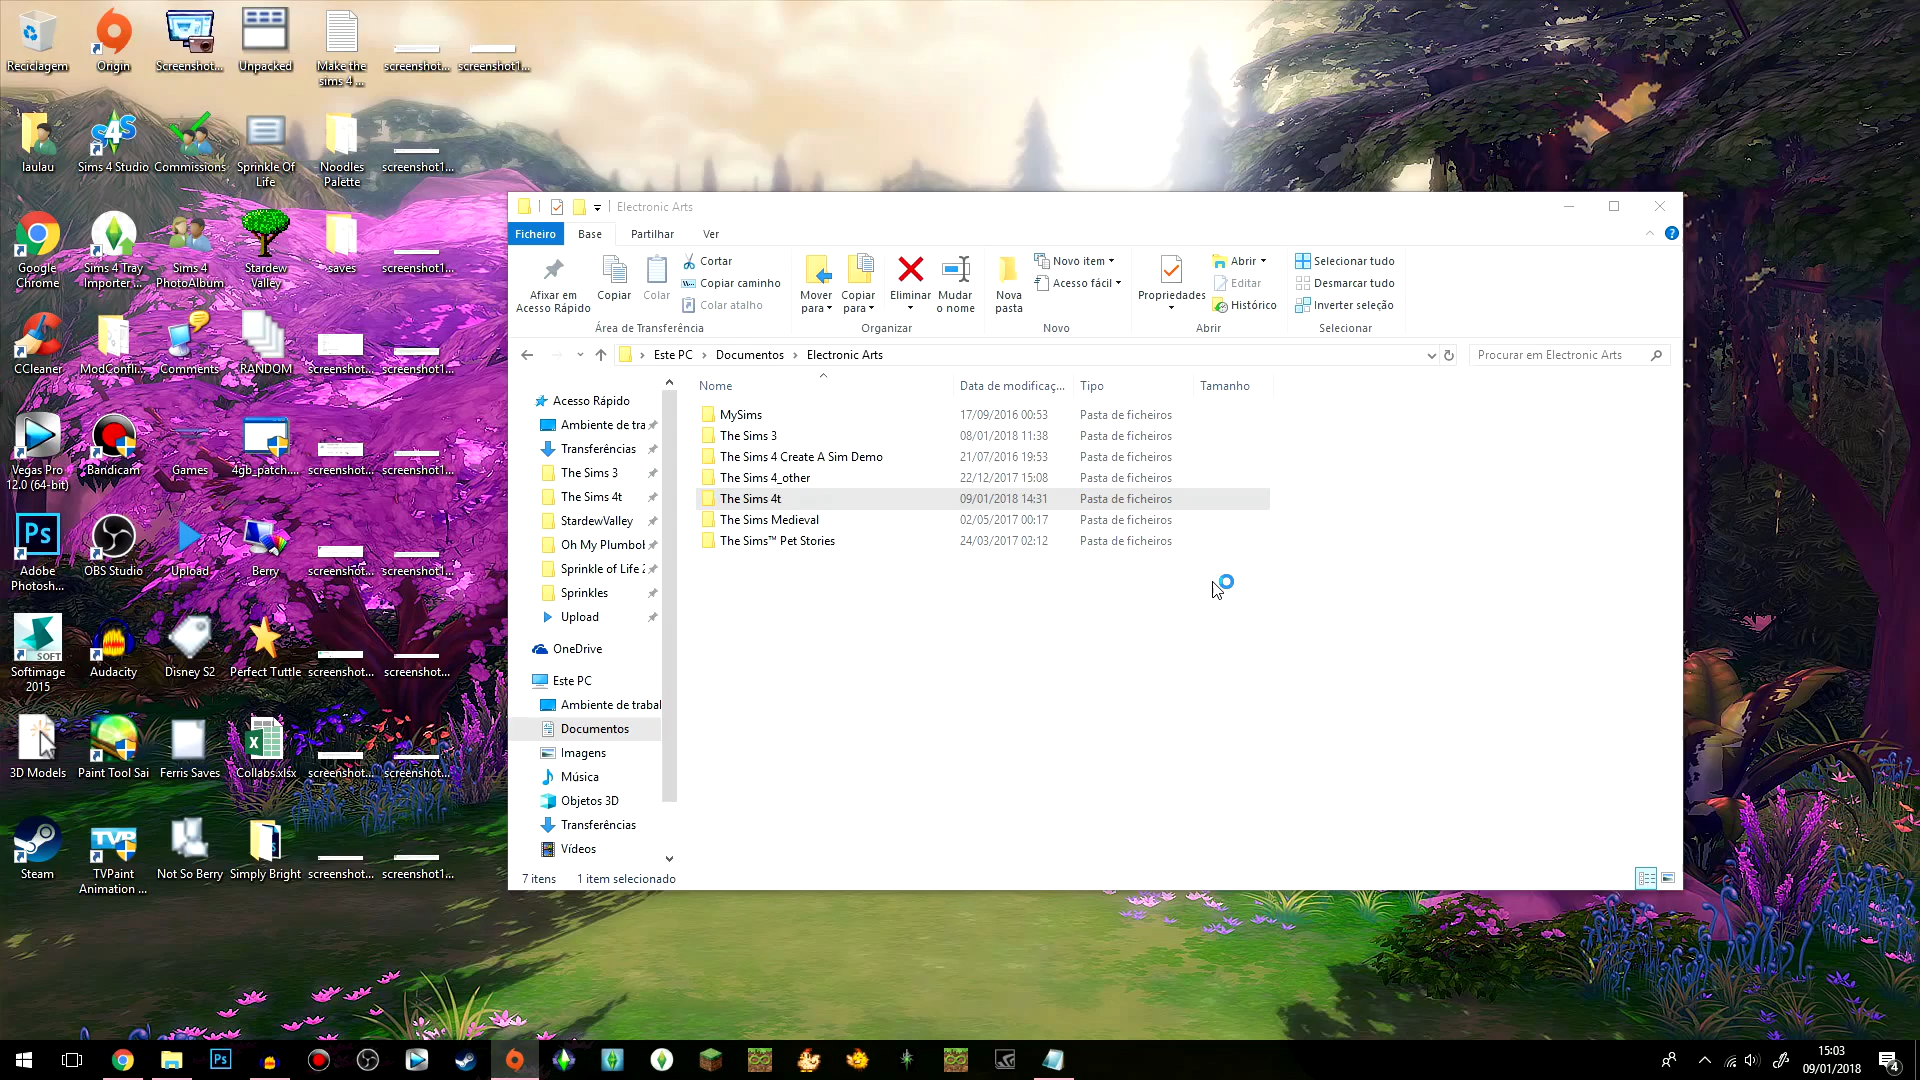 Reciclagem
Origin
Screenshot...
Unpacked
Make the
sims 4 ...
screenshot...
screenshot1...
laulau
Sims 4 Studio
Commissions
Sprinkle Of
Life
Noodles
Palette
screenshot1...
Google
Chrome
Sims 4 Tray
Importer ...
Sims 4
PhotoAlbum
Stardew
Valley
saves
screenshot1...
CCleaner
ModConfli...
Comments
RANDOM
screenshot...
screenshot1...
Vegas Pro
12.0 (64-bit)
Bandicam
Games
4gb_patch....
screenshot...
screenshot1...
Ps
Adobe
Photosh...
OBS Studio
Upload
Berry
screenshot...
screenshot1...
SOFT
Softimage
2015
Audacity
Disney S2
Perfect Tuttle
screenshot...
screenshot...
3D Models
Paint Tool Sai
Ferris Saves
Collabs.xlsx
screenshot...
screenshot...
Steam
TVP
TVPaint
Animation ...
Not So Berry
Simply Bright
screenshot...
screenshot1...
Electronic Arts
Ficheiro
Base
Partilhar
Ver
Afixar em
Acesso Rápido
Copiar
Colar
Cortar
Copiar caminho
Colar atalho
Área de Transferência
Mover
para
Copiar
para
Eliminar
Mudar
o nome
Organizar
Nova
pasta
Novo item
Acesso fácil
Novo
Propriedades
Abrir
Editar
Histórico
Abrir
Selecionar tudo
Desmarcar tudo
Inverter seleção
Selecionar
Este PC
Documentos
Electronic Arts
Procurar em Electronic Arts
Acesso Rápido
Ambiente de tra
Transferências
The Sims 3
The Sims 4t
StardewValley
Oh My Plumbob
Sprinkle of Life 2
Sprinkles
Upload
OneDrive
Este PC
Ambiente de trabal
Documentos
Imagens
Música
Objetos 3D
Transferências
Vídeos
Nome
Data de modificaç...
Tipo
Tamanho
MySims 17/09/2016 00:53 Pasta de ficheiros
The Sims 3 08/01/2018 11:38 Pasta de ficheiros
The Sims 4 Create A Sim Demo 21/07/2016 19:53 Pasta de ficheiros
The Sims 4_other 22/12/2017 15:08 Pasta de ficheiros
The Sims 4t 09/01/2018 14:31 Pasta de ficheiros
The Sims Medieval 02/05/2017 00:17 Pasta de ficheiros
The Sims™ Pet Stories 24/03/2017 02:12 Pasta de ficheiros
7 itens
1 item selecionado
Ps
15:03
09/01/2018
4